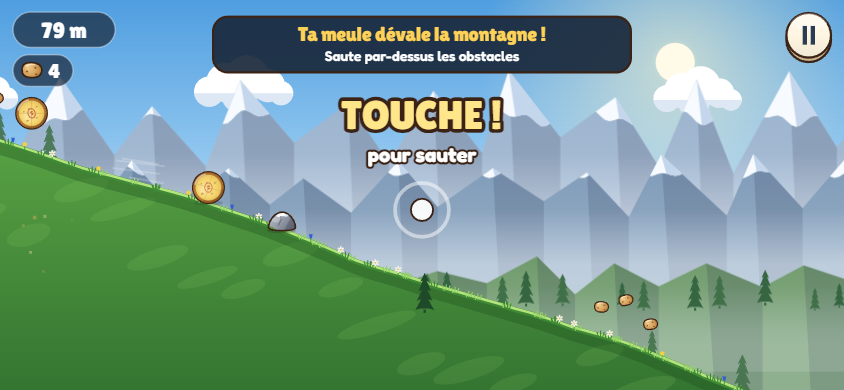 79 m
4
Ta meule dévale la montagne !
Saute par-dessus les obstacles
TOUCHE !
pour sauter